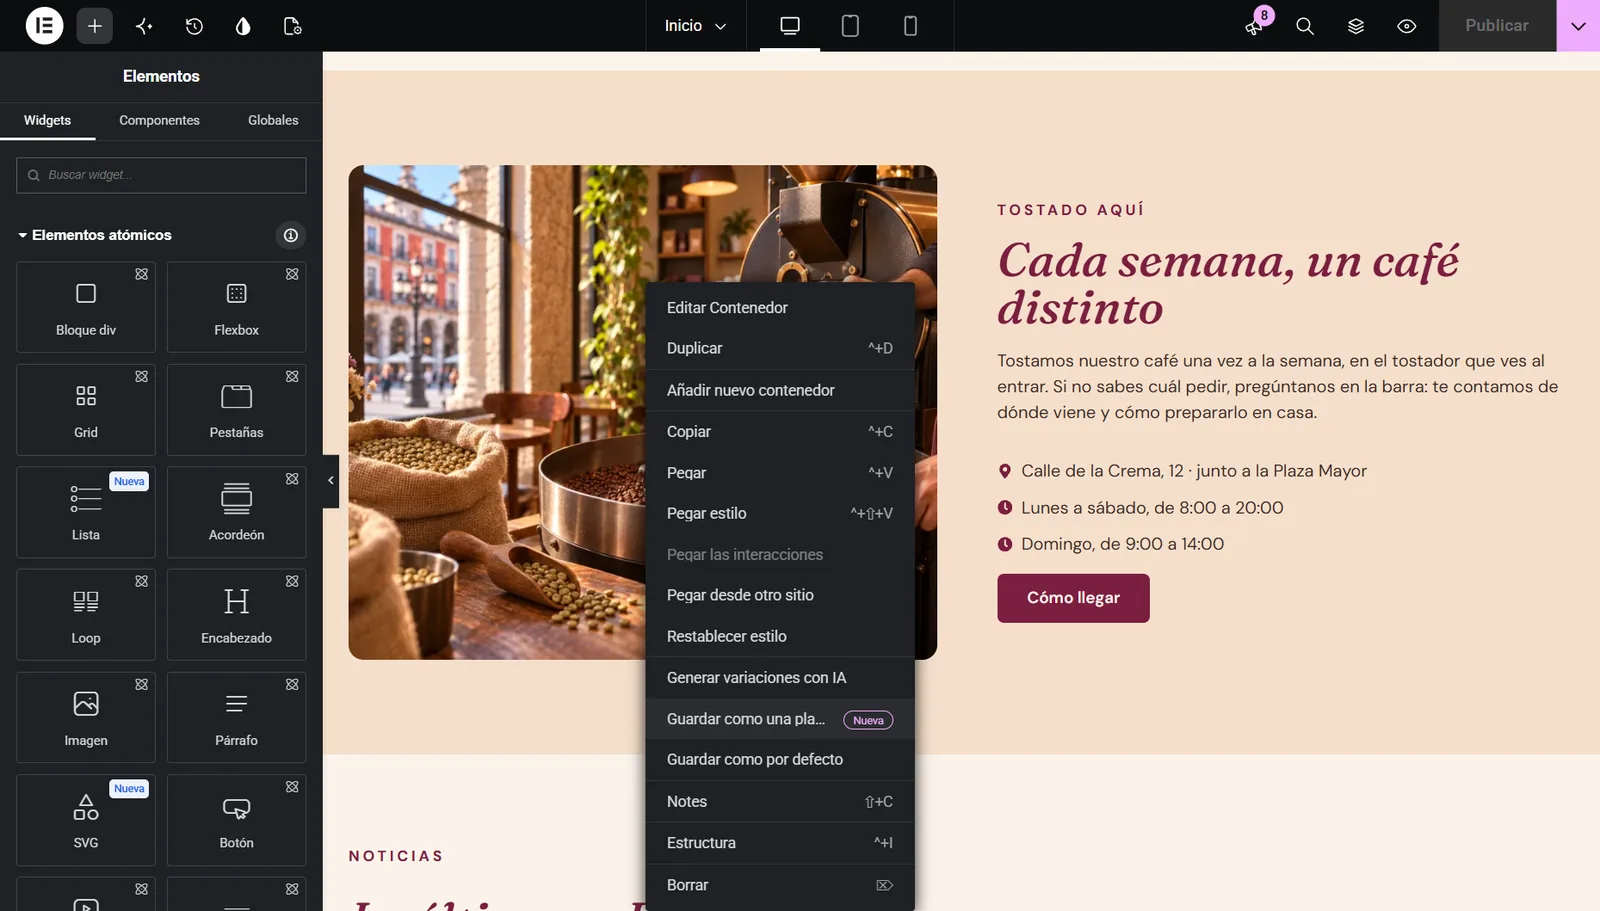 Inicio
8
Publicar
Elementos
Widgets
Componentes
Globales
Buscar widget...
Elementos atómicos
Bloque div
Flexbox
Grid
Pestañas
Nueva
Lista
Acordeón
Loop
Encabezado
Imagen
Párrafo
Nueva
SVG
Botón
TOSTADO AQUÍ
Cada semana, un café
distinto
Tostamos nuestro café una vez a la semana, en el tostador que ves al
entrar. Si no sabes cuál pedir, pregúntanos en la barra: te contamos de
dónde viene y cómo prepararlo en casa.
Calle de la Crema, 12 · junto a la Plaza Mayor
Lunes a sábado, de 8:00 a 20:00
Domingo, de 9:00 a 14:00
Cómo llegar
Editar Contenedor
Duplicar ^+D
Añadir nuevo contenedor
Copiar ^+C
Pegar ^+V
Pegar estilo ^+⇧+V
Pegar las interacciones
Pegar desde otro sitio
Restablecer estilo
Generar variaciones con IA
Guardar como una pla... Nueva
Guardar como por defecto
Notes ⇧+C
Estructura ^+I
Borrar ⌦
NOTICIAS